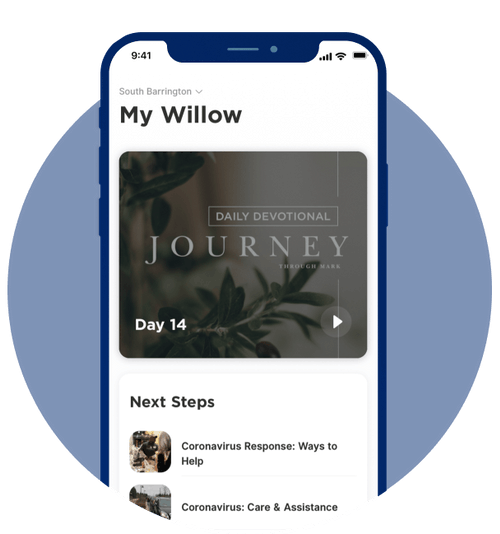 9:41
South Barrington
My Willow
DAILY DEVOTIONAL
JOURNEY
THROUGH MARK
Day 14
Next Steps
Coronavirus Response: Ways to
Help
Coronavirus: Care & Assistance